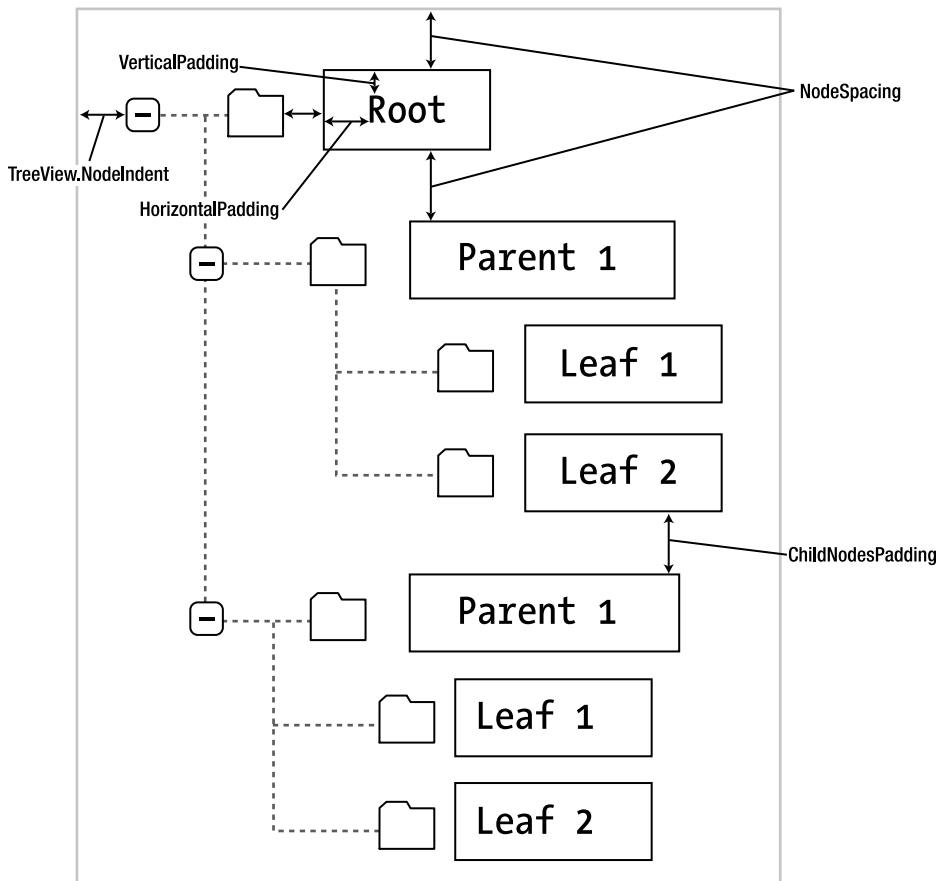 VerticalPadding
NodeSpacing
Root
TreeView.NodeIndent
HorizontalPadding
Parent 1
Leaf 1
Leaf 2
ChildNodesPadding
Parent 1
Leaf 1
Leaf 2